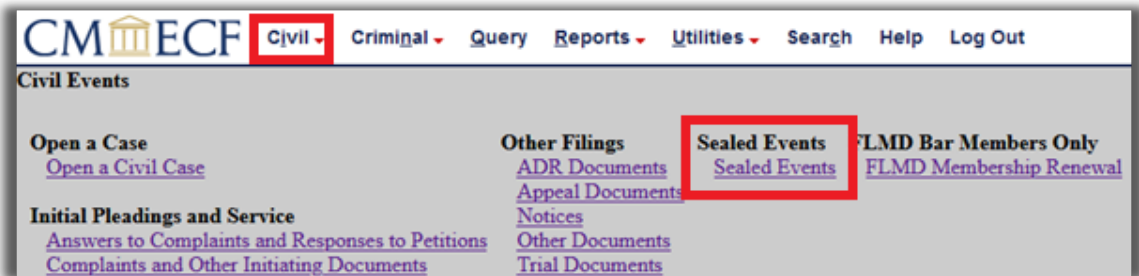 CM ECF Civil Criminal Query Reports Utilities Search Help Log Out
Civil Events
Open a Case
Open a Civil Case
Initial Pleadings and Service
Answers to Complaints and Responses to Petitions
Complaints and Other Initiating Documents
Other Filings
ADR Documents
Appeal Documents
Notices
Other Documents
Trial Documents
Sealed Events
Sealed Events
FLMD Bar Members Only
FLMD Membership Renewal